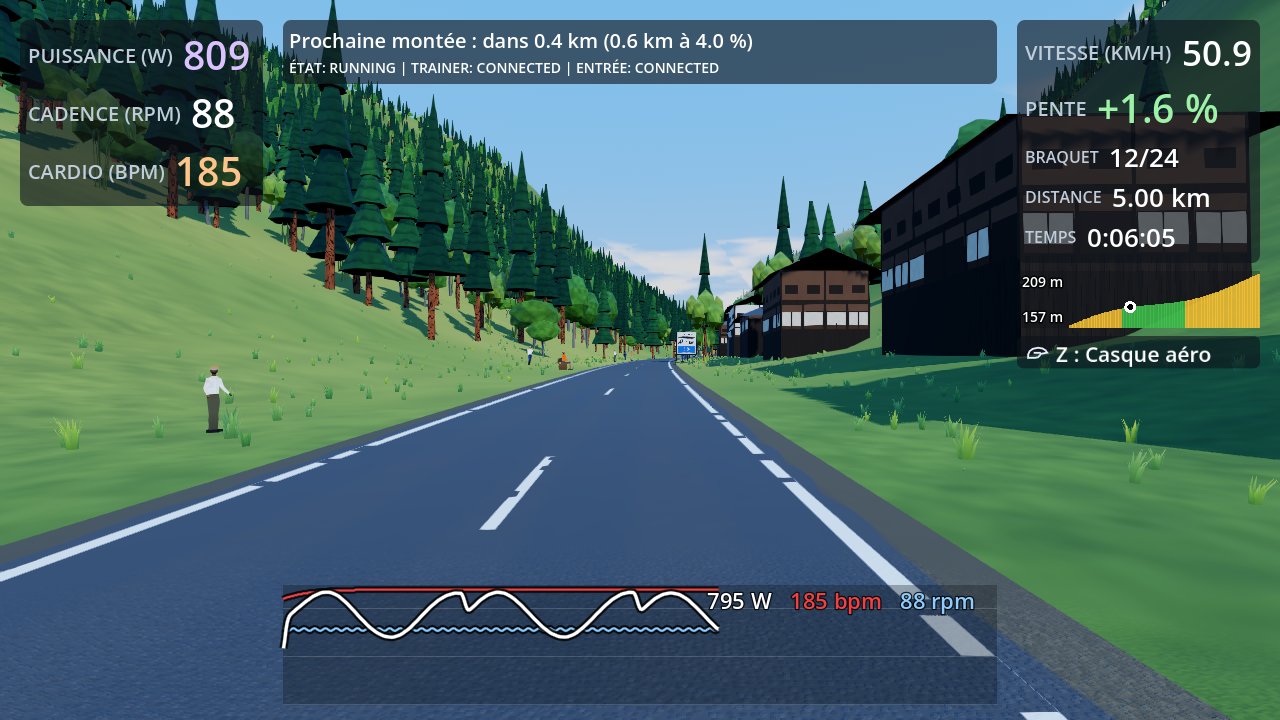 PUISSANCE (W) 809
CADENCE (RPM) 88
CARDIO (BPM) 185
Prochaine montée : dans 0.4 km (0.6 km à 4.0 %)
ÉTAT: RUNNING | TRAINER: CONNECTED | ENTRÉE: CONNECTED
VITESSE (KM/H) 50.9
PENTE +1.6 %
BRAQUET 12/24
DISTANCE 5.00 km
TEMPS 0:06:05
209 m
157 m
Z : Casque aéro
795 W 185 bpm 88 rpm